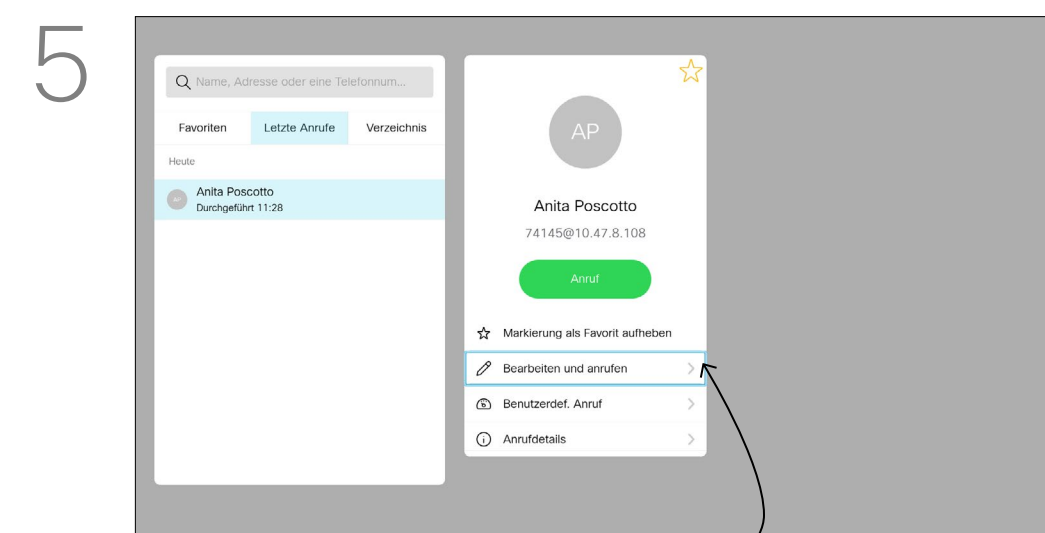 5
Name, Adresse oder eine Telefonnum...
Favoriten Letzte Anrufe Verzeichnis
Heute
AP Anita Poscotto
Durchgeführt 11:28
AP
Anita Poscotto
74145@10.47.8.108
Anruf
Markierung als Favorit aufheben
Bearbeiten und anrufen
Benutzerdef. Anruf
Anrufdetails